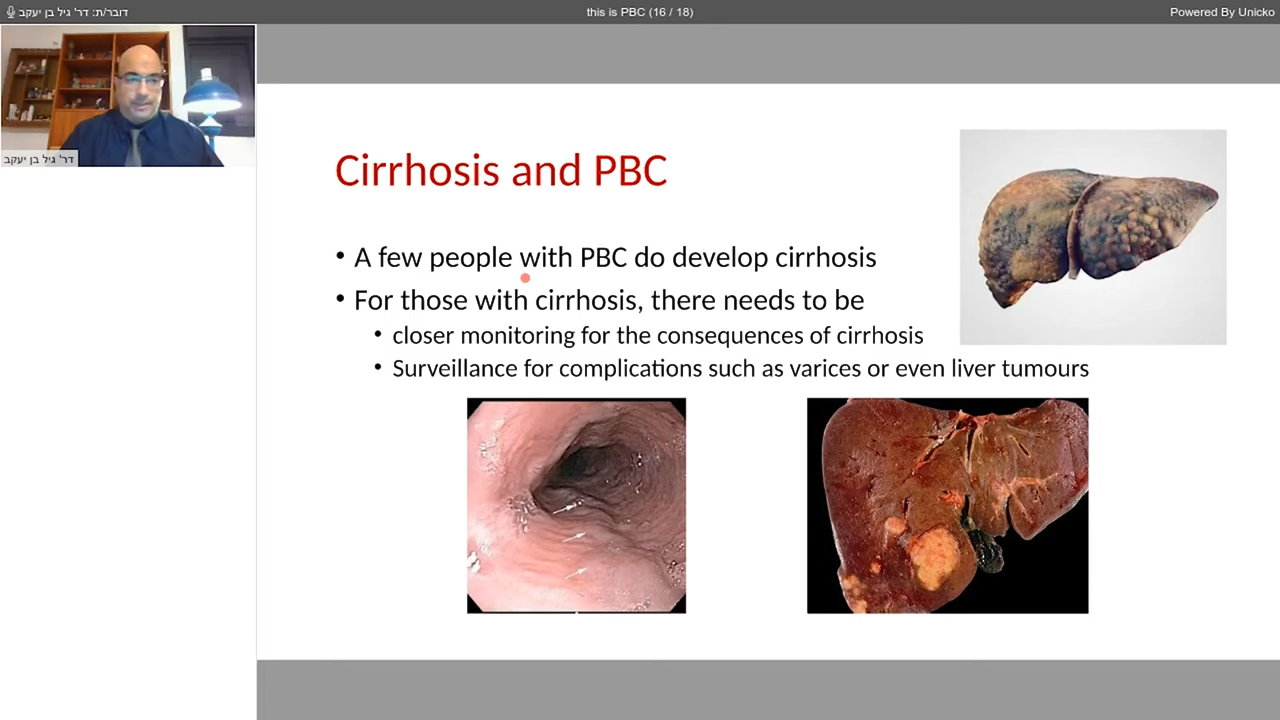 דובר/ת: דר' גיל בן יעקב
this is PBC (16 / 18)
Powered By Unicko
דר' גיל בן יעקב
Cirrhosis and PBC
• A few people with PBC do develop cirrhosis
• For those with cirrhosis, there needs to be
• closer monitoring for the consequences of cirrhosis
• Surveillance for complications such as varices or even liver tumours